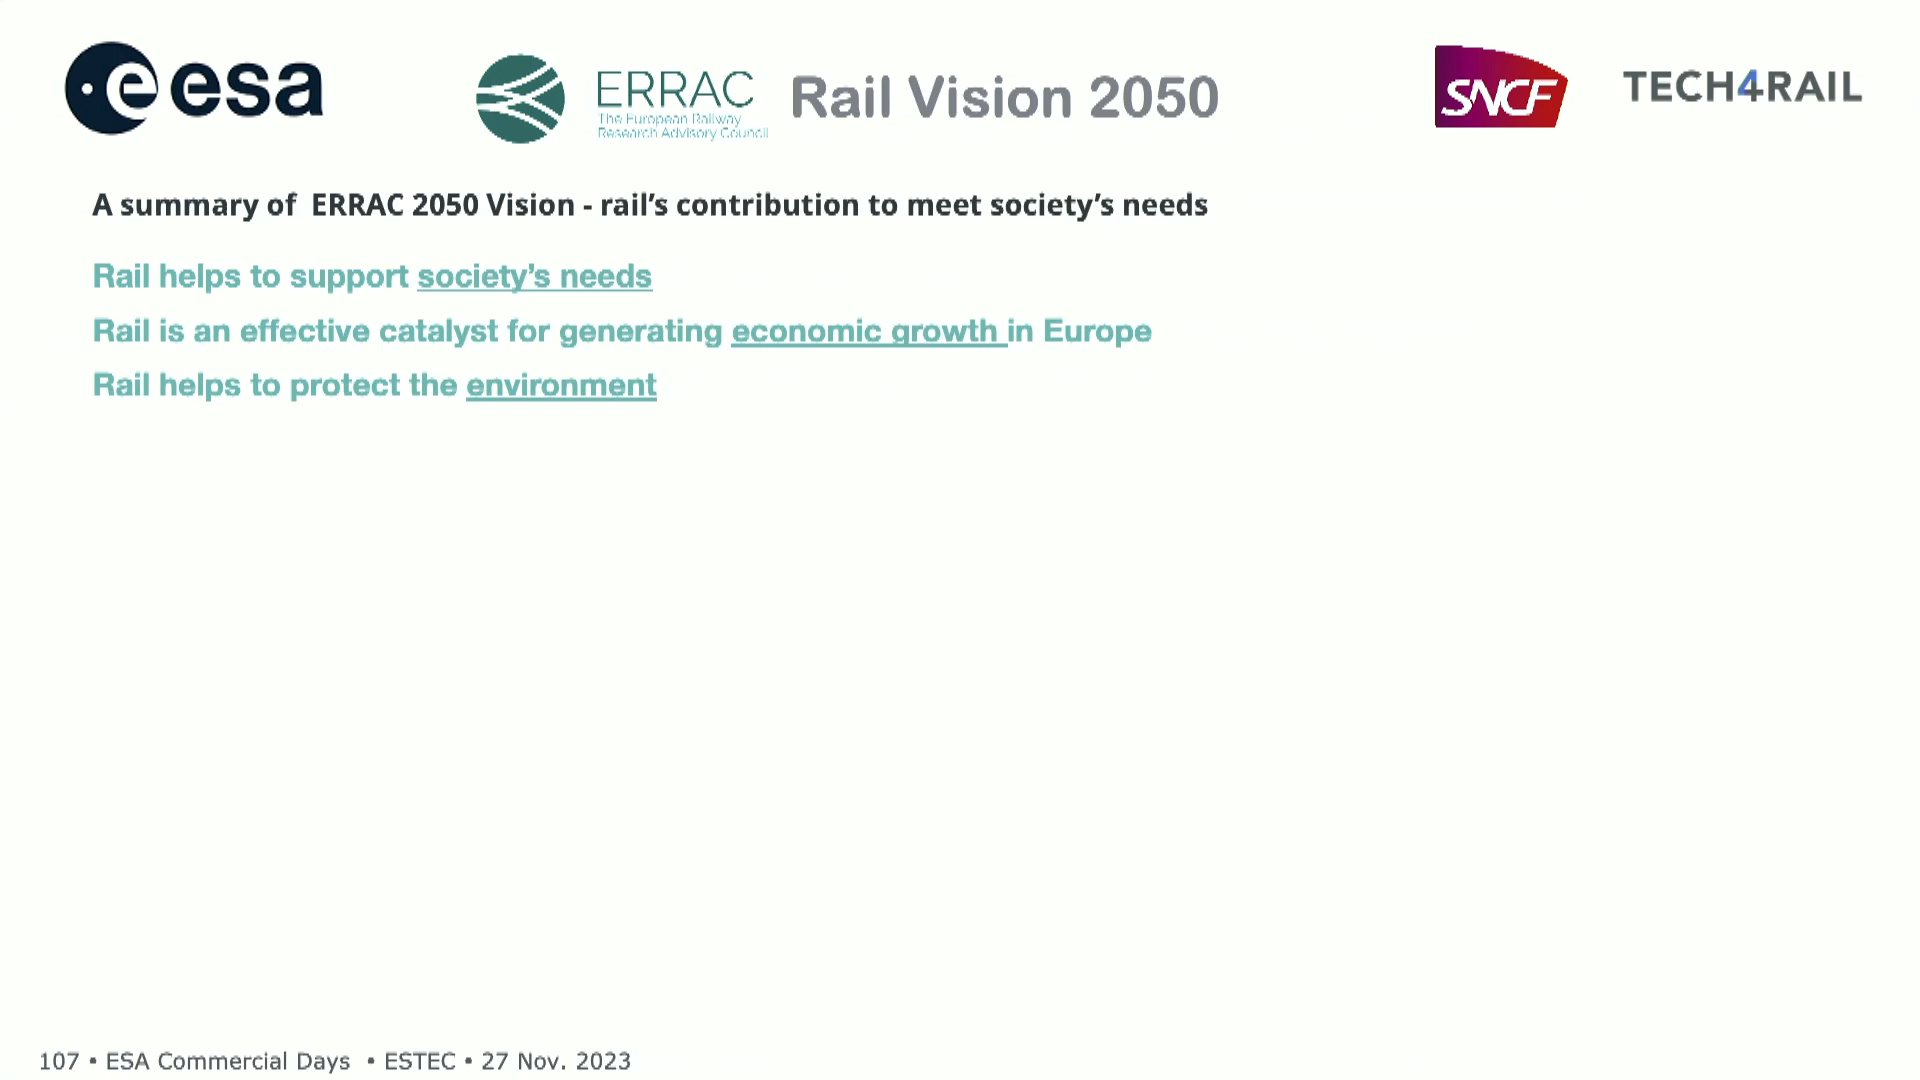 esa
ERRAC
The European Railway
Research Advisory Council
Rail Vision 2050
SNCF
TECH4RAIL
A summary of  ERRAC 2050 Vision - rail’s contribution to meet society’s needs
Rail helps to support society’s needs
Rail is an effective catalyst for generating economic growth in Europe
Rail helps to protect the environment
107 • ESA Commercial Days  • ESTEC • 27 Nov. 2023